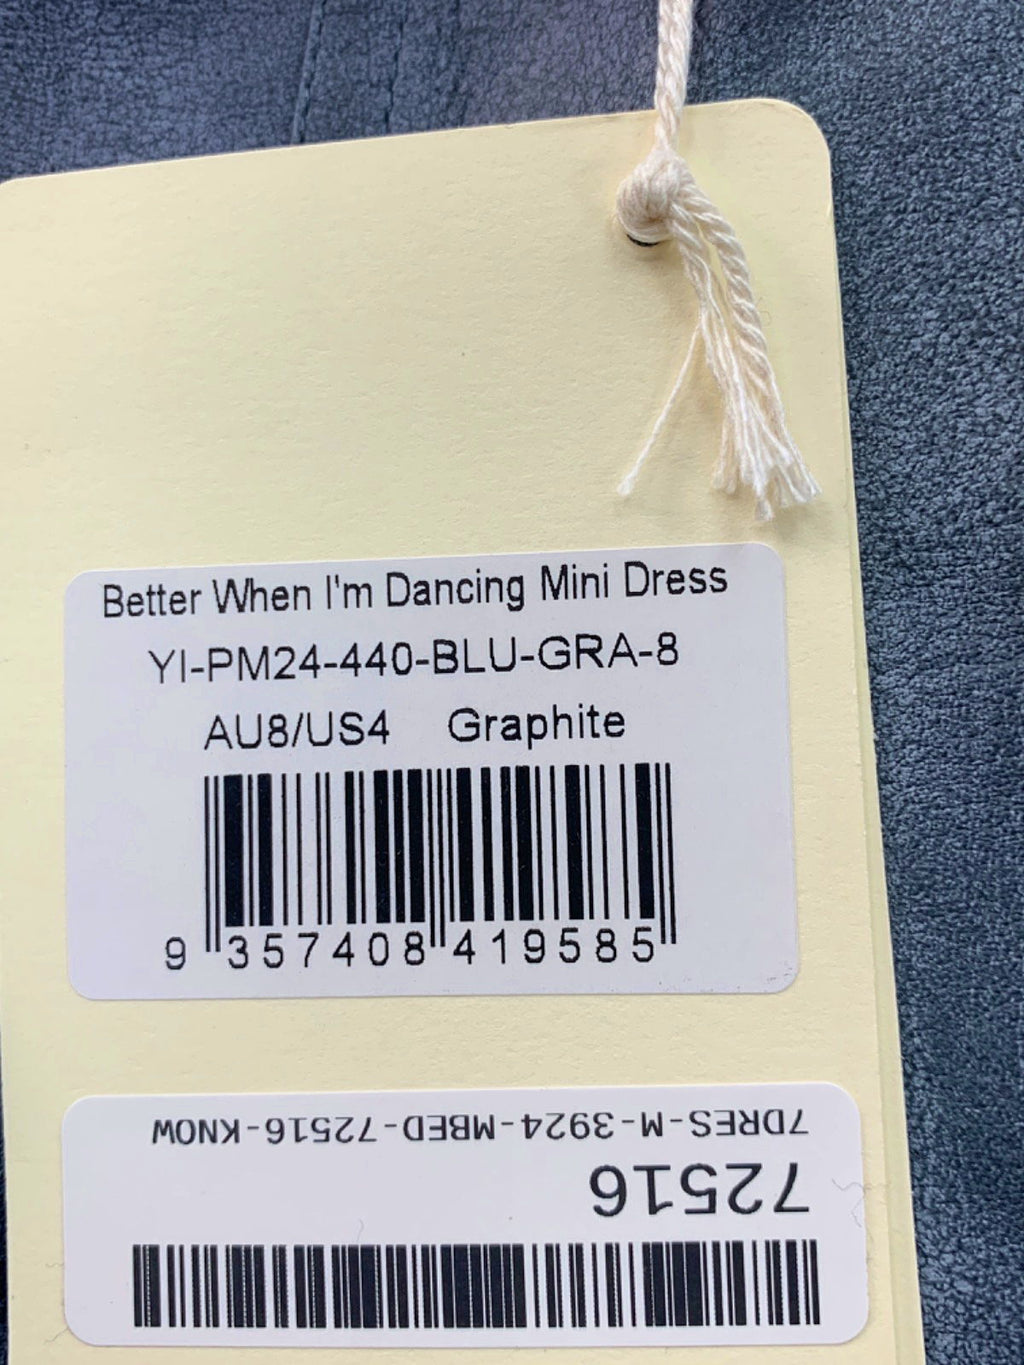 Better When I'm Dancing Mini Dress
YI-PM24-440-BLU-GRA-8
AU8/US4 Graphite
9 357408 419585
72516
7DRES-M-3924-MBED-72516-KNOW